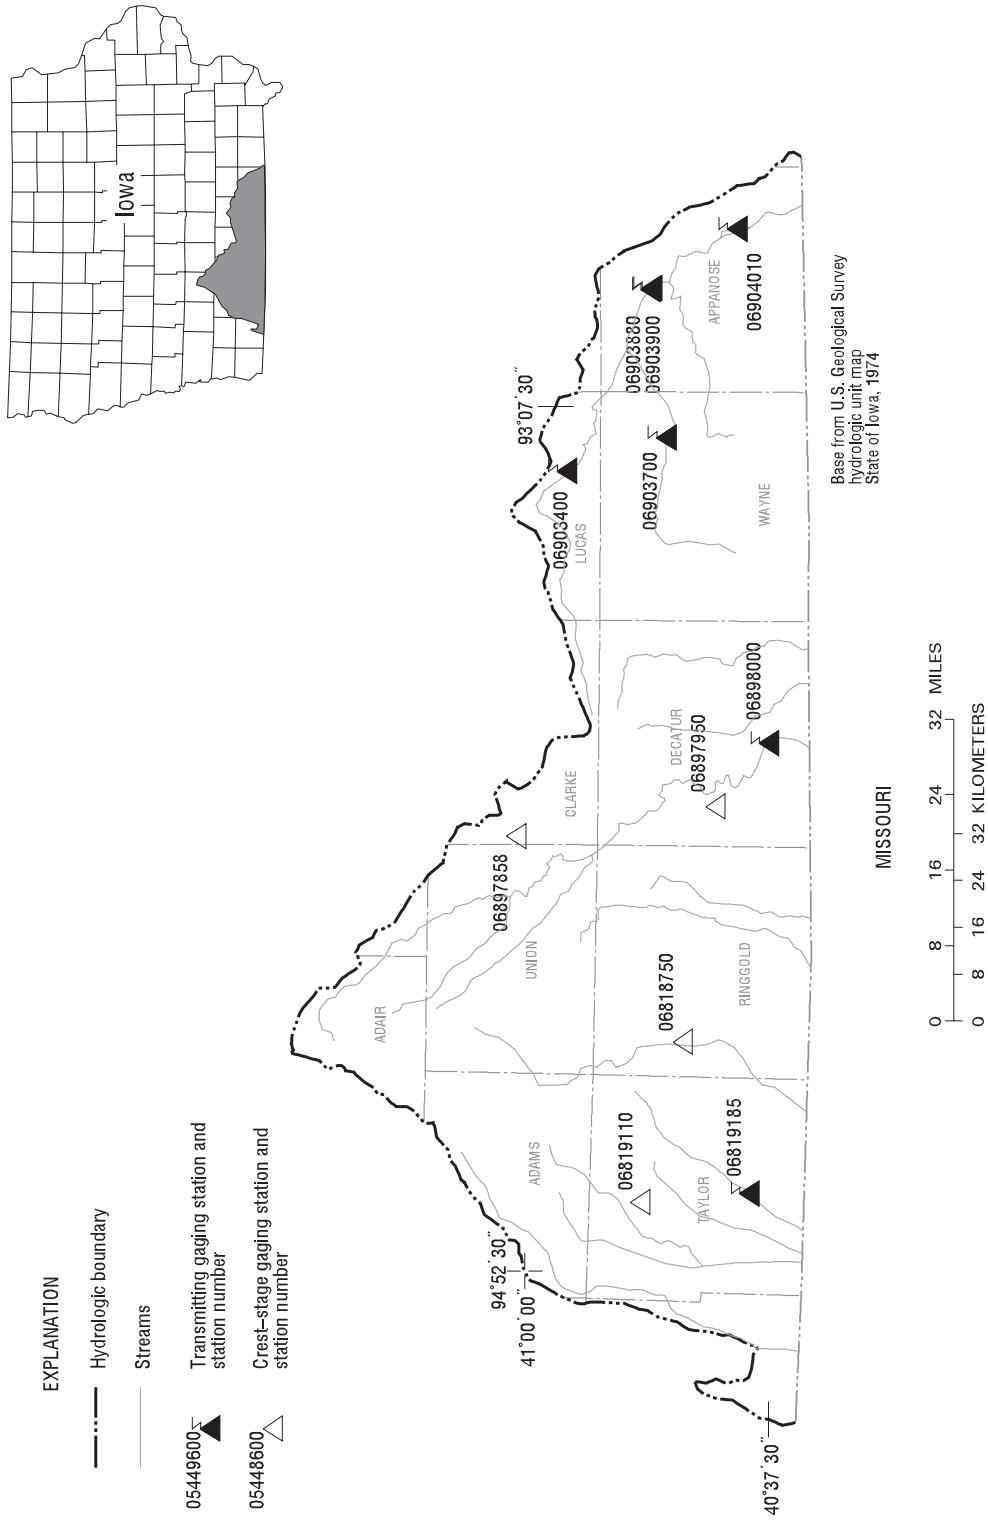 Iowa
EXPLANATION
Hydrologic boundary
Streams
05449600
Transmitting gaging station and
station number
05448600
Crest–stage gaging station and
station number
94°52´30˝
41°00´00˝
40°37´30˝
93°07´30˝
ADAIR
ADAMS
UNION
CLARKE
LUCAS
TAYLOR
RINGGOLD
DECATUR
WAYNE
APPANOSE
06819110
06819185
06818750
06897858
06897950
06898000
06903400
06903700
06903880
06903900
06904010
MISSOURI
0 8 16 24 32 MILES
0 8 16 24 32 KILOMETERS
Base from U.S. Geological Survey
hydrologic unit map
State of Iowa, 1974